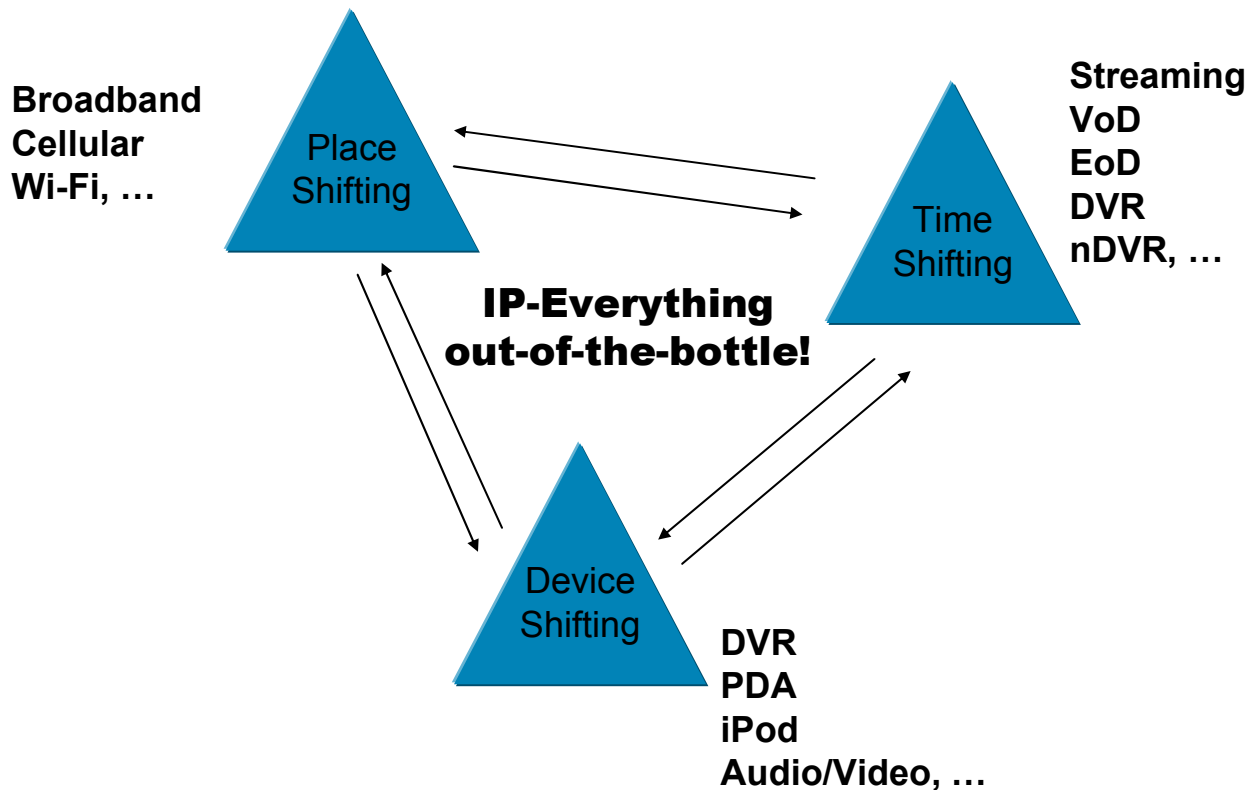 Broadband
Cellular
Wi-Fi, …
Place
Shifting
Streaming
VoD
EoD
DVR
nDVR, …
Time
Shifting
IP-Everything
out-of-the-bottle!
Device
Shifting
DVR
PDA
iPod
Audio/Video, …